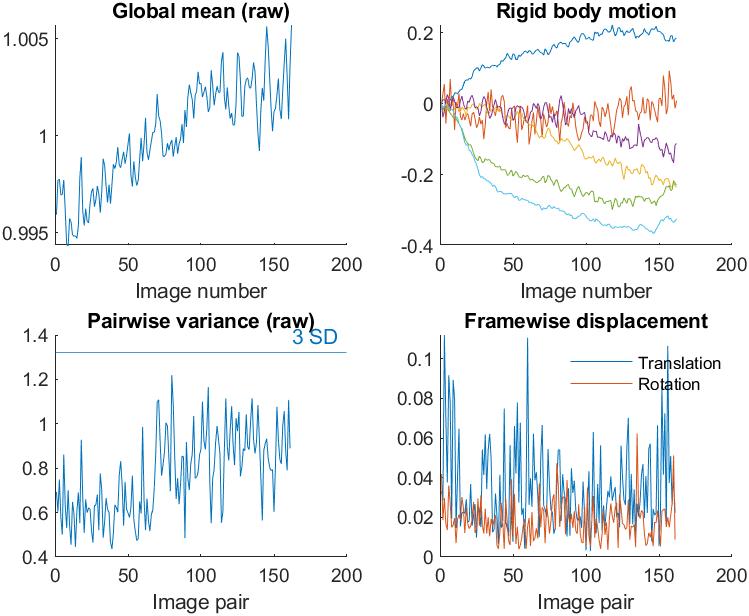 Global mean (raw)
1.005
1
0.995
0 50 100 150 200
Image number
Rigid body motion
0.2
0
-0.2
-0.4
0 50 100 150 200
Image number
Pairwise variance (raw)
3 SD
1.4
1.2
1
0.8
0.6
0.4
0 50 100 150 200
Image pair
Framewise displacement
Translation
Rotation
0.1
0.08
0.06
0.04
0.02
0
0 50 100 150 200
Image pair